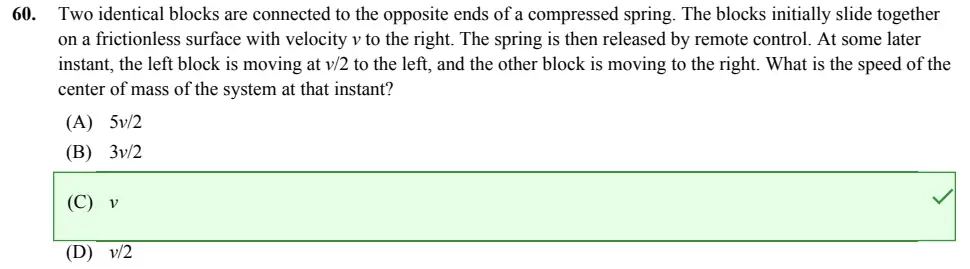 60. Two identical blocks are connected to the opposite ends of a compressed spring. The blocks initially slide together
on a frictionless surface with velocity v to the right. The spring is then released by remote control. At some later
instant, the left block is moving at v/2 to the left, and the other block is moving to the right. What is the speed of the
center of mass of the system at that instant?
(A) 5v/2
(B) 3v/2
(C) v
(D) v/2